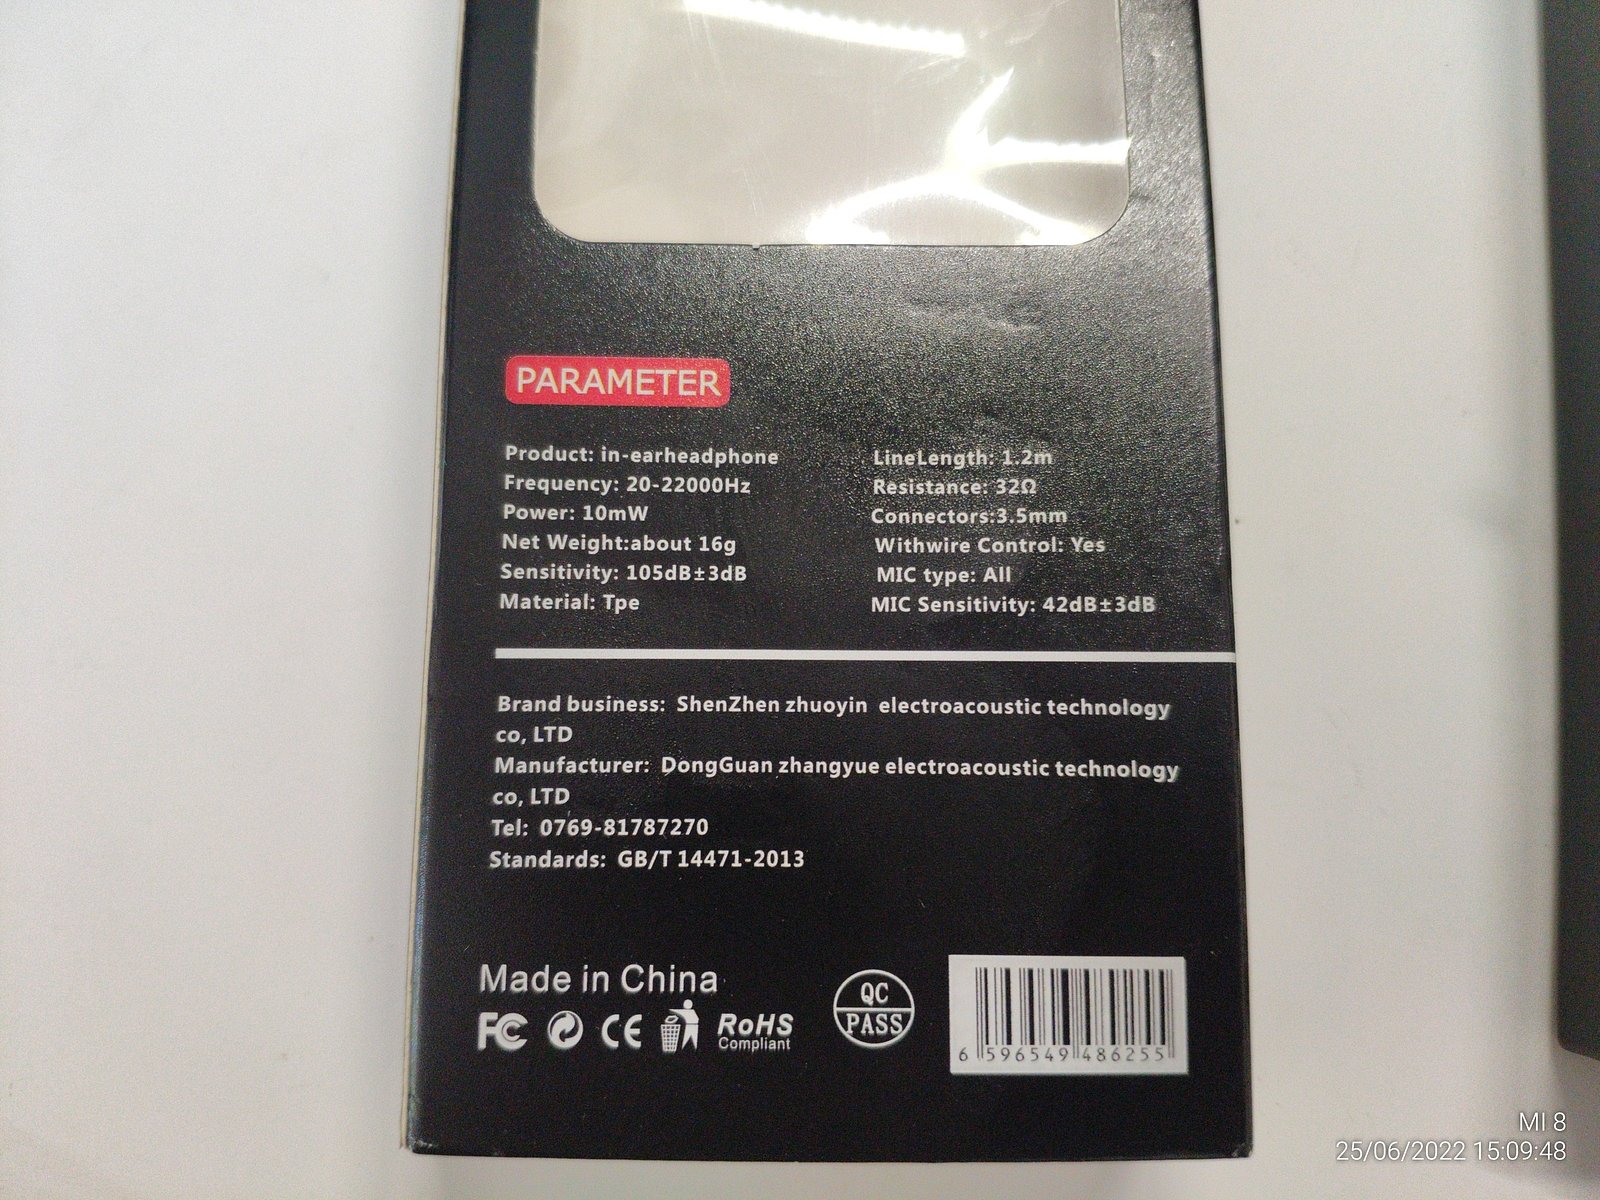 PARAMETER
Product: in-earheadphone
Frequency: 20-22000Hz
Power: 10mW
Net Weight:about 16g
Sensitivity: 105dB±3dB
Material: Tpe
LineLength: 1.2m
Resistance: 32Ω
Connectors:3.5mm
Withwire Control: Yes
MIC type: All
MIC Sensitivity: 42dB±3dB
Brand business: ShenZhen zhuoyin electroacoustic technology
co, LTD
Manufacturer: DongGuan zhangyue electroacoustic technology
co, LTD
Tel: 0769-81787270
Standards: GB/T 14471-2013
Made in China
FC CE RoHS
Compliant
QC
PASS
6 596549 486255
MI 8
25/06/2022 15:09:48